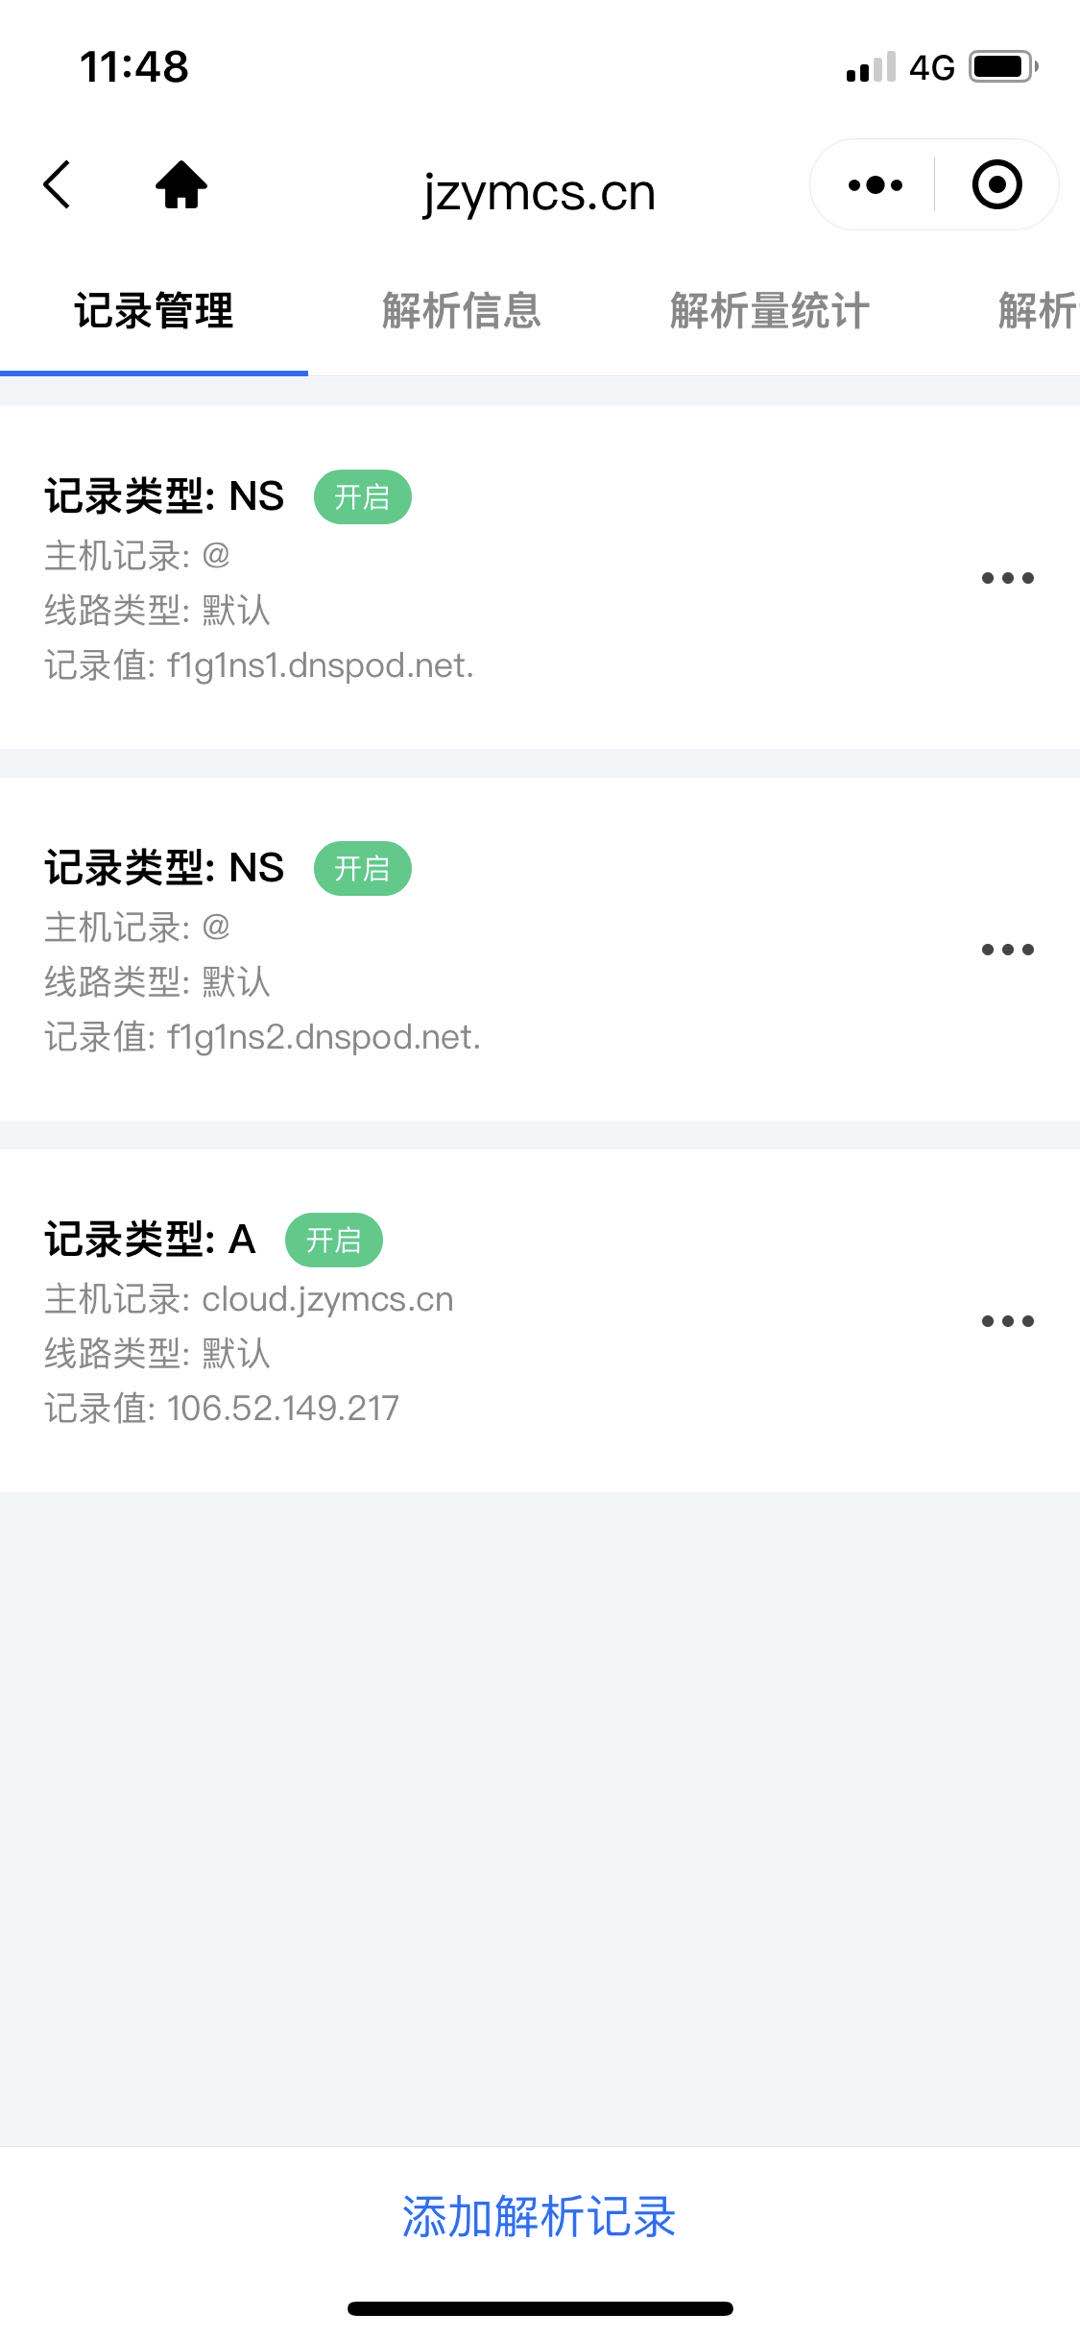 11:48
4G
jzymcs.cn
记录管理
解析信息
解析量统计
解析
记录类型: NS
开启
主机记录: @
线路类型: 默认
记录值: f1g1ns1.dnspod.net.
记录类型: NS
开启
主机记录: @
线路类型: 默认
记录值: f1g1ns2.dnspod.net.
记录类型: A
开启
主机记录: cloud.jzymcs.cn
线路类型: 默认
记录值: 106.52.149.217
添加解析记录